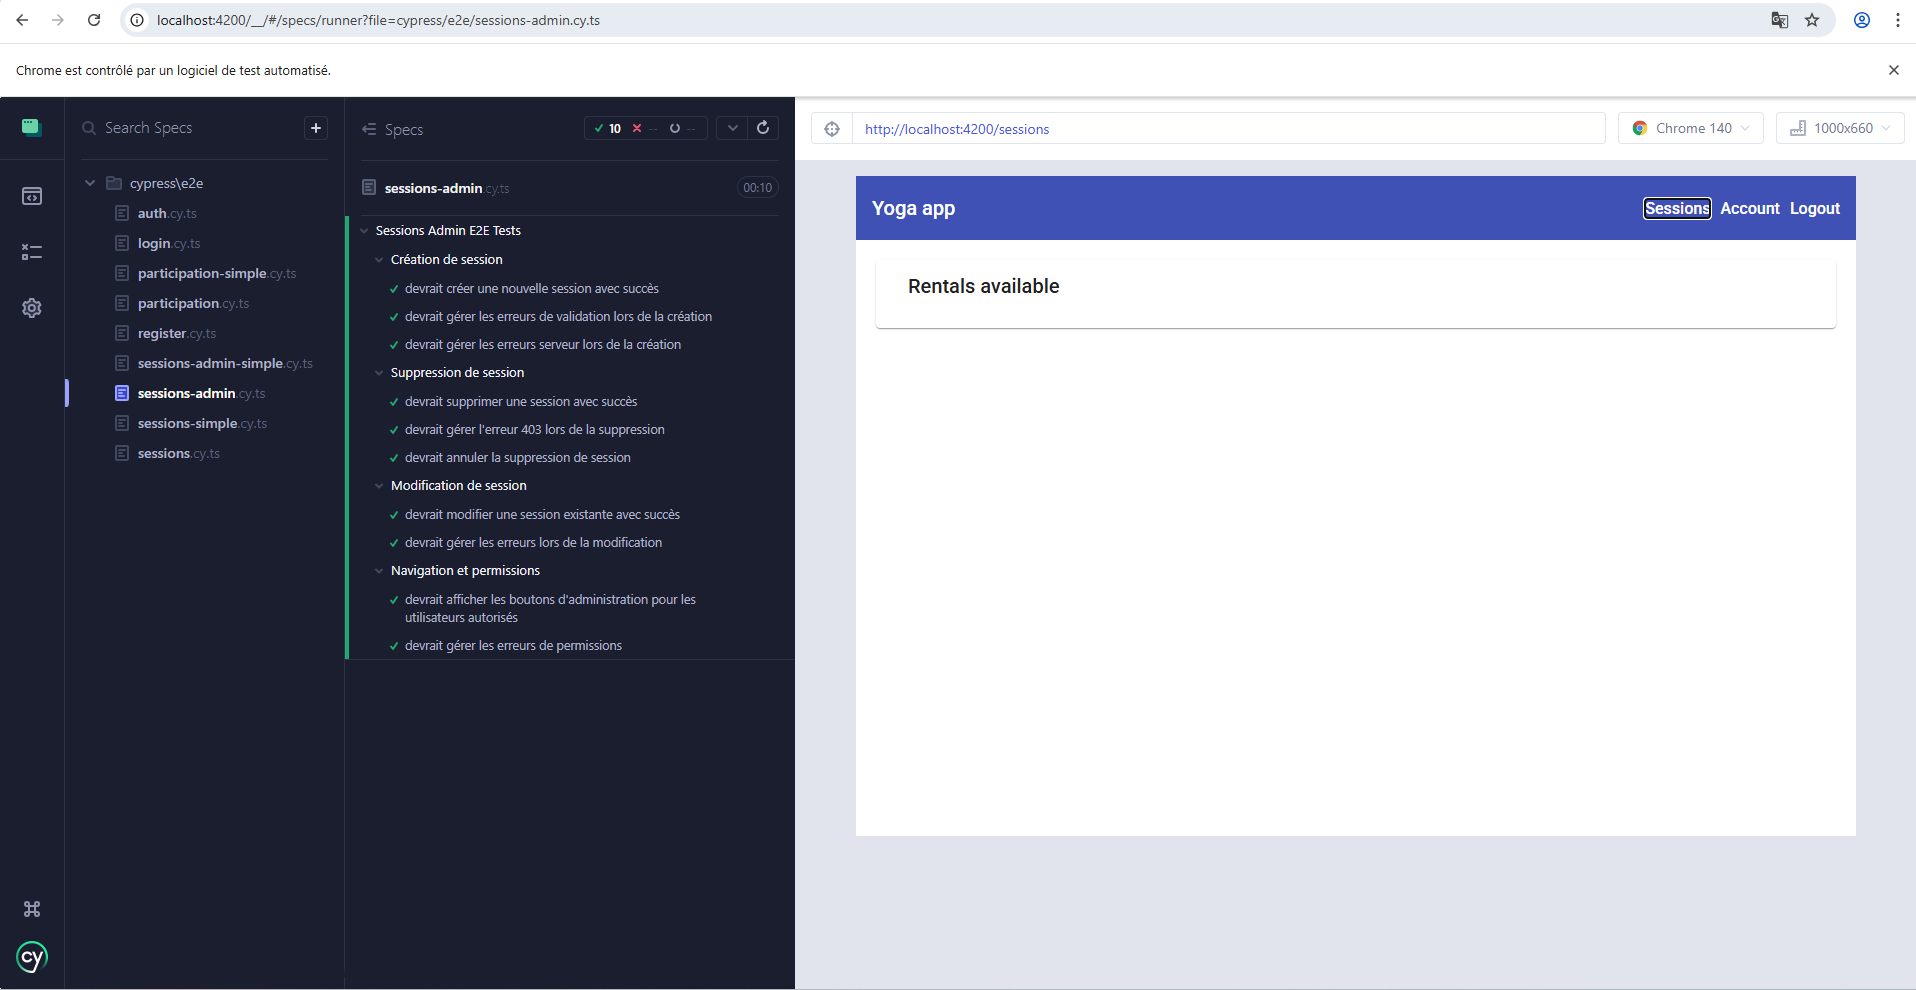 localhost:4200/__/#/specs/runner?file=cypress/e2e/sessions-admin.cy.ts
Chrome est contrôlé par un logiciel de test automatisé.
Search Specs
+
cypress\e2e
auth.cy.ts
login.cy.ts
participation-simple.cy.ts
participation.cy.ts
register.cy.ts
sessions-admin-simple.cy.ts
sessions-admin.cy.ts
sessions-simple.cy.ts
sessions.cy.ts
cy
Specs
10 -- --
sessions-admin.cy.ts 00:10
Sessions Admin E2E Tests
Création de session
devrait créer une nouvelle session avec succès
devrait gérer les erreurs de validation lors de la création
devrait gérer les erreurs serveur lors de la création
Suppression de session
devrait supprimer une session avec succès
devrait gérer l'erreur 403 lors de la suppression
devrait annuler la suppression de session
Modification de session
devrait modifier une session existante avec succès
devrait gérer les erreurs lors de la modification
Navigation et permissions
devrait afficher les boutons d'administration pour les
utilisateurs autorisés
devrait gérer les erreurs de permissions
http://localhost:4200/sessions
Chrome 140
1000x660
Yoga app
Sessions Account Logout
Rentals available